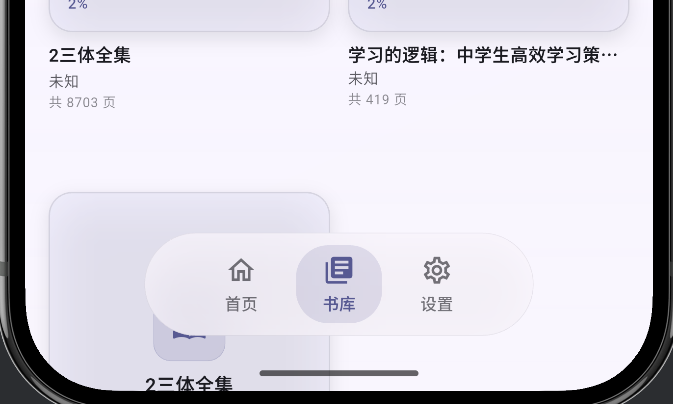 2%
2%
2三体全集
未知
共 8703 页
学习的逻辑：中学生高效学习策…
未知
共 419 页
首页
书库
设置
2三体全集